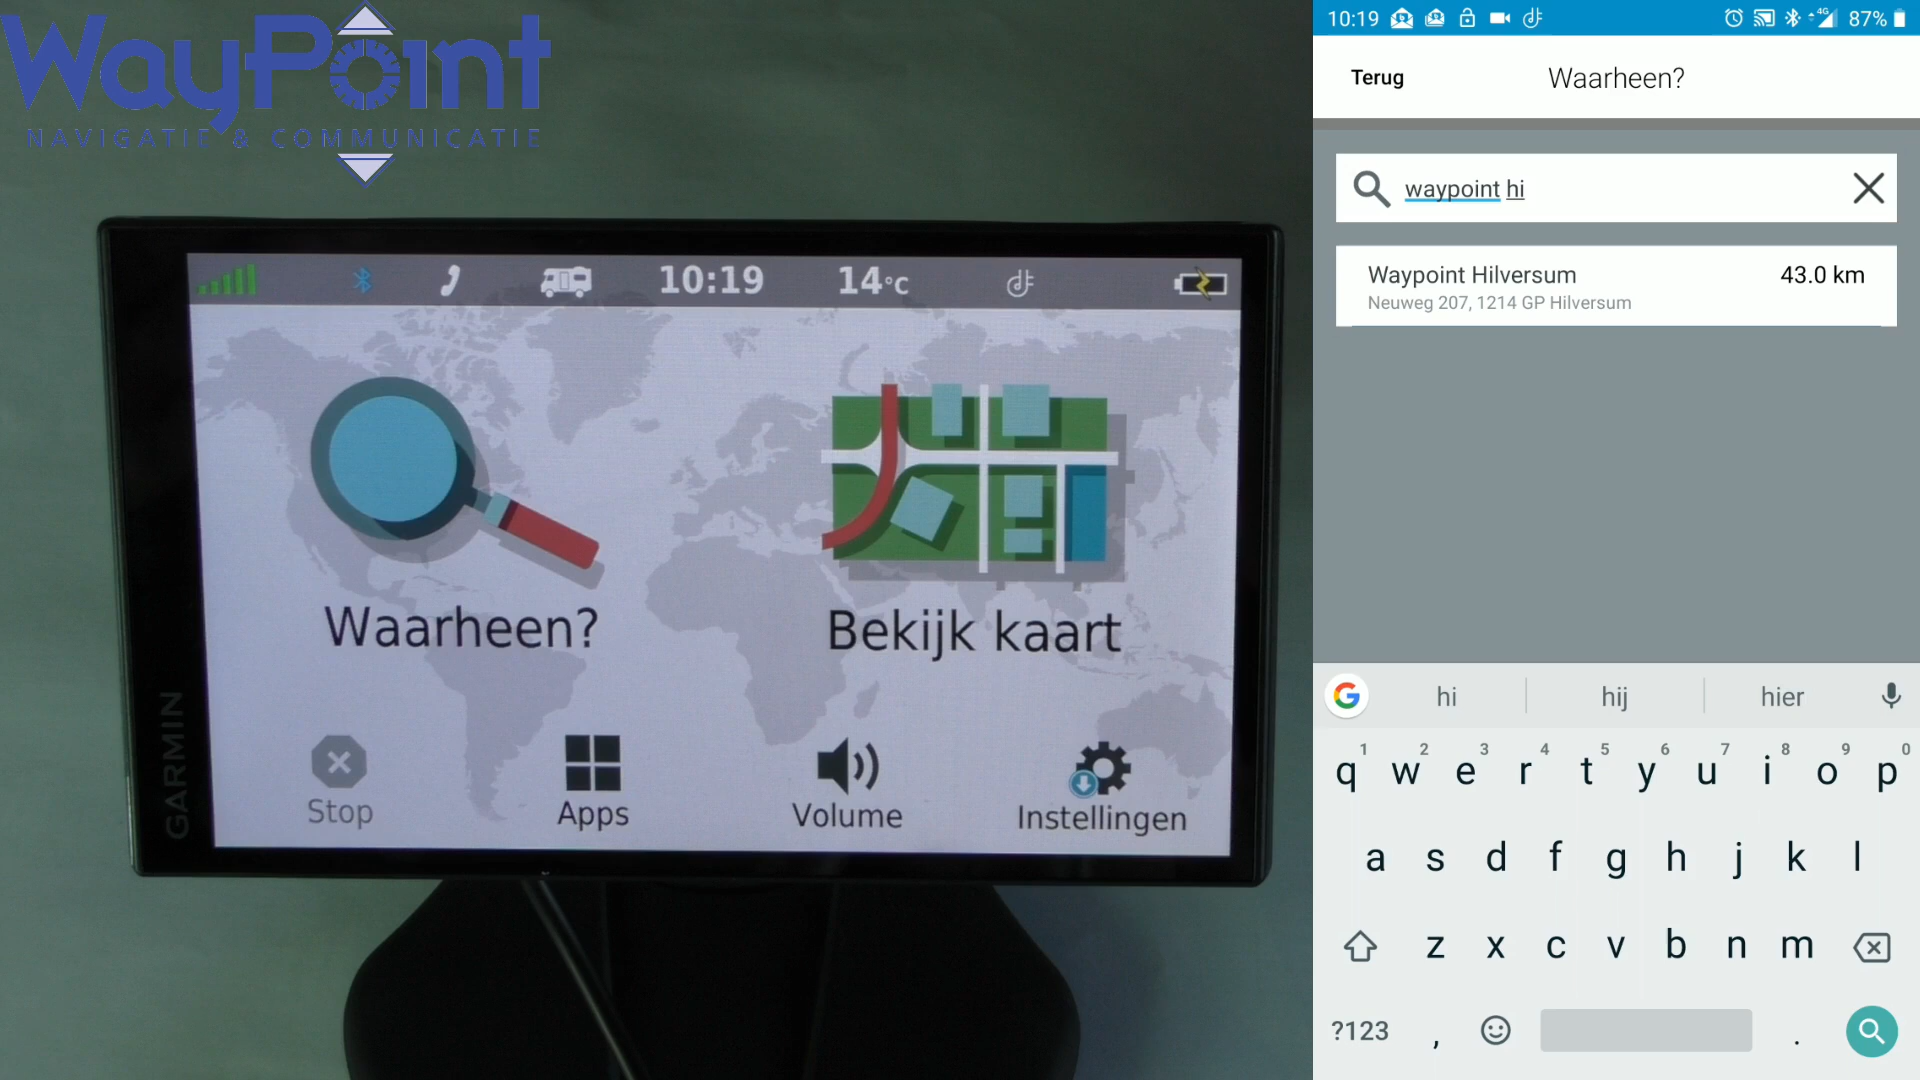 WayPoint
NAVIGATIE & COMMUNICATIE
10:19
14°C
Waarheen?
Bekijk kaart
Stop
Apps
Volume
Instellingen
GARMIN
10:19
4G
87%
Terug
Waarheen?
waypoint hi
Waypoint Hilversum
43.0 km
Neuweg 207, 1214 GP Hilversum
G
hi
hij
hier
1 2 3 4 5 6 7 8 9 0
q w e r t y u i o p
a s d f g h j k l
z x c v b n m
?123 , .